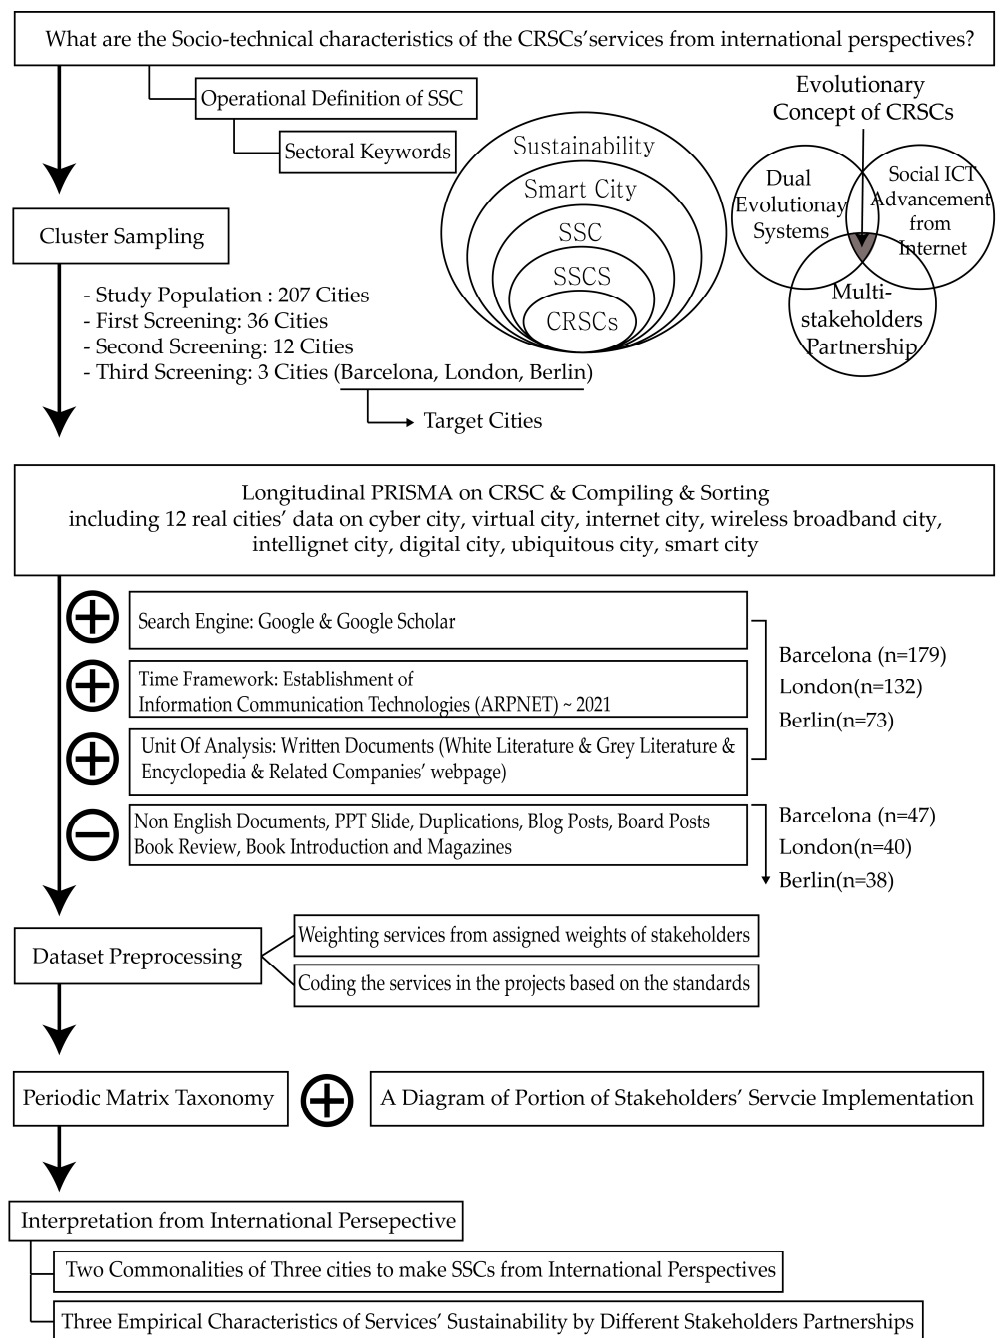 What are the Socio-technical characteristics of the CRSCs'services from international perspectives?
Operational Definition of SSC
Sectoral Keywords
Sustainability
Smart City
SSC
SSCS
CRSCs
Evolutionary
Concept of CRSCs
Dual
Evolutionay
Systems
Social ICT
Advancement
from
Internet
Multi-
stakeholders
Partnership
Cluster Sampling
- Study Population : 207 Cities
- First Screening: 36 Cities
- Second Screening: 12 Cities
- Third Screening: 3 Cities (Barcelona, London, Berlin)
Target Cities
Longitudinal PRISMA on CRSC & Compiling & Sorting
including 12 real cities' data on cyber city, virtual city, internet city, wireless broadband city,
intellignet city, digital city, ubiquitous city, smart city
Search Engine: Google & Google Scholar
Time Framework: Establishment of
Information Communication Technologies (ARPNET) ~ 2021
Unit Of Analysis: Written Documents (White Literature & Grey Literature &
Encyclopedia & Related Companies' webpage)
Barcelona (n=179)
London(n=132)
Berlin(n=73)
Non English Documents, PPT Slide, Duplications, Blog Posts, Board Posts
Book Review, Book Introduction and Magazines
Barcelona (n=47)
London(n=40)
Berlin(n=38)
Dataset Preprocessing
Weighting services from assigned weights of stakeholders
Coding the services in the projects based on the standards
Periodic Matrix Taxonomy
A Diagram of Portion of Stakeholders' Servcie Implementation
Interpretation from International Persepective
Two Commonalities of Three cities to make SSCs from International Perspectives
Three Empirical Characteristics of Services' Sustainability by Different Stakeholders Partnerships